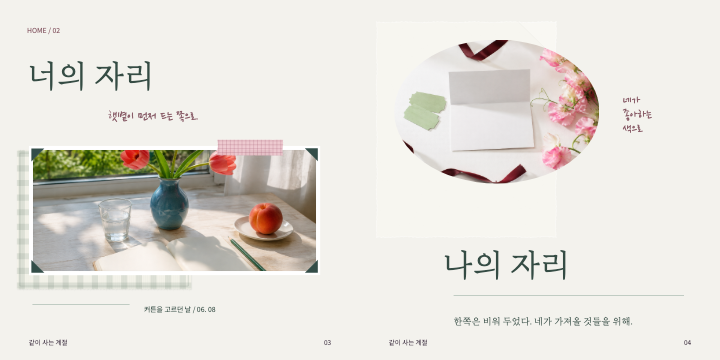 HOME / 02
너의 자리
햇볕이 먼저 드는 쪽으로.
커튼을 고르던 날 / 06. 08
같이 사는 계절
03
네가
좋아하는
색으로
나의 자리
한쪽은 비워 두었다. 네가 가져올 것들을 위해.
같이 사는 계절
04